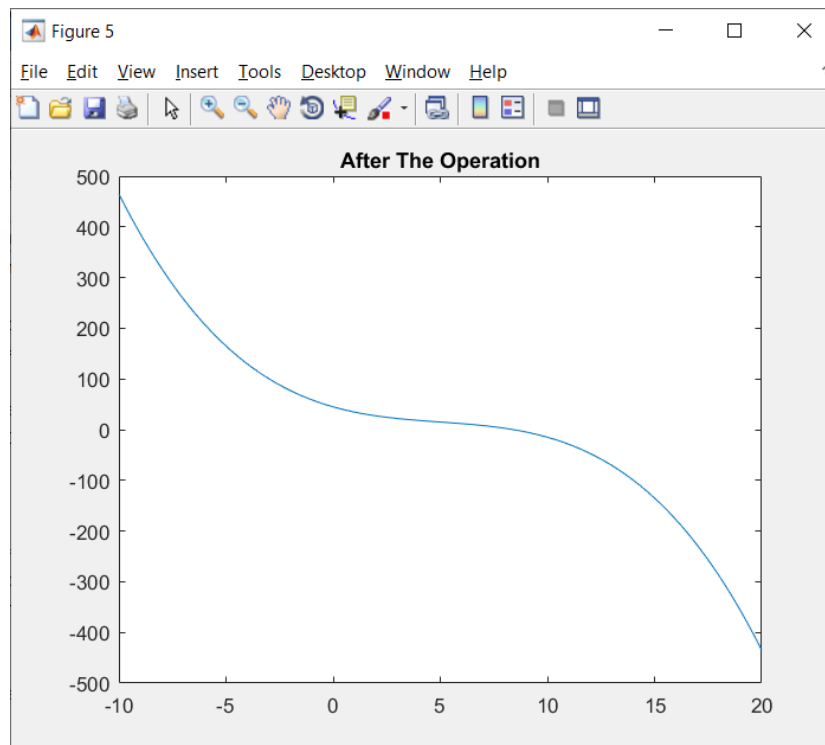 Figure 5
File Edit View Insert Tools Desktop Window Help
After The Operation
500
400
300
200
100
0
-100
-200
-300
-400
-500
-10 -5 0 5 10 15 20